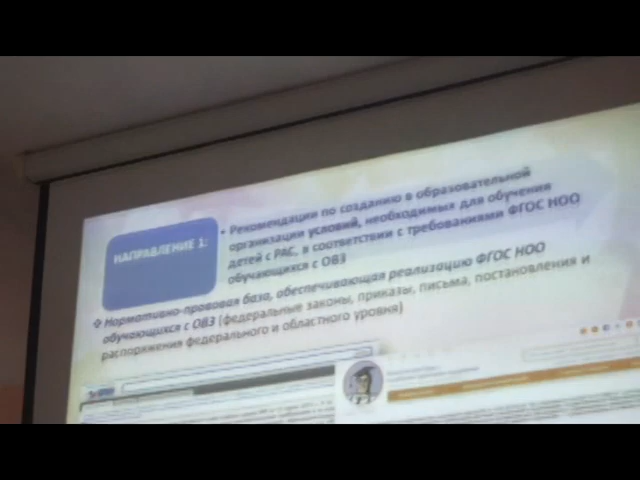 НАПРАВЛЕНИЕ 1:
• Рекомендации по созданию в образовательной
организации условий, необходимых для обучения
детей с РАС, в соответствии с требованиями ФГОС НОО
обучающихся с ОВЗ
❖ Нормативно-правовая база, обеспечивающая реализацию ФГОС НОО
обучающихся с ОВЗ (федеральные законы, приказы, письма, постановления и
распоряжения федерального и областного уровня)